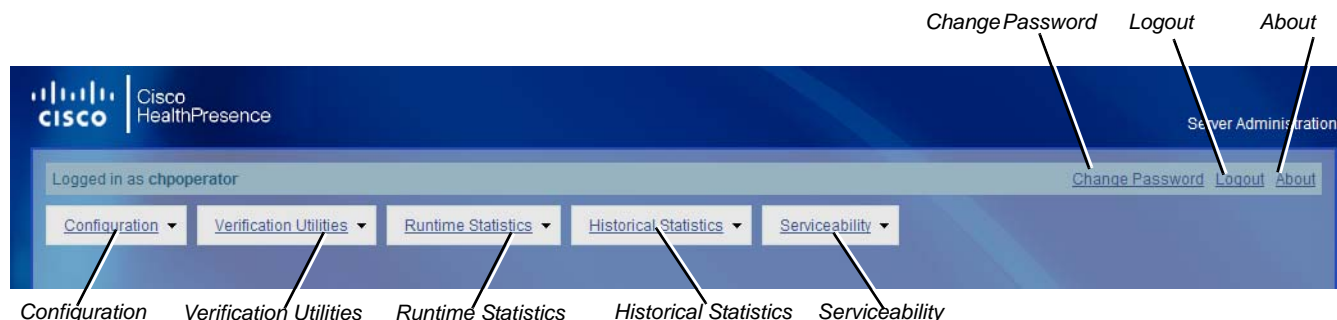 Change Password Logout About
CISCO
Cisco
HealthPresence
Server Administration
Logged in as chpoperator
Change Password Logout About
Configuration Verification Utilities Runtime Statistics Historical Statistics Serviceability
Configuration Verification Utilities Runtime Statistics Historical Statistics Serviceability